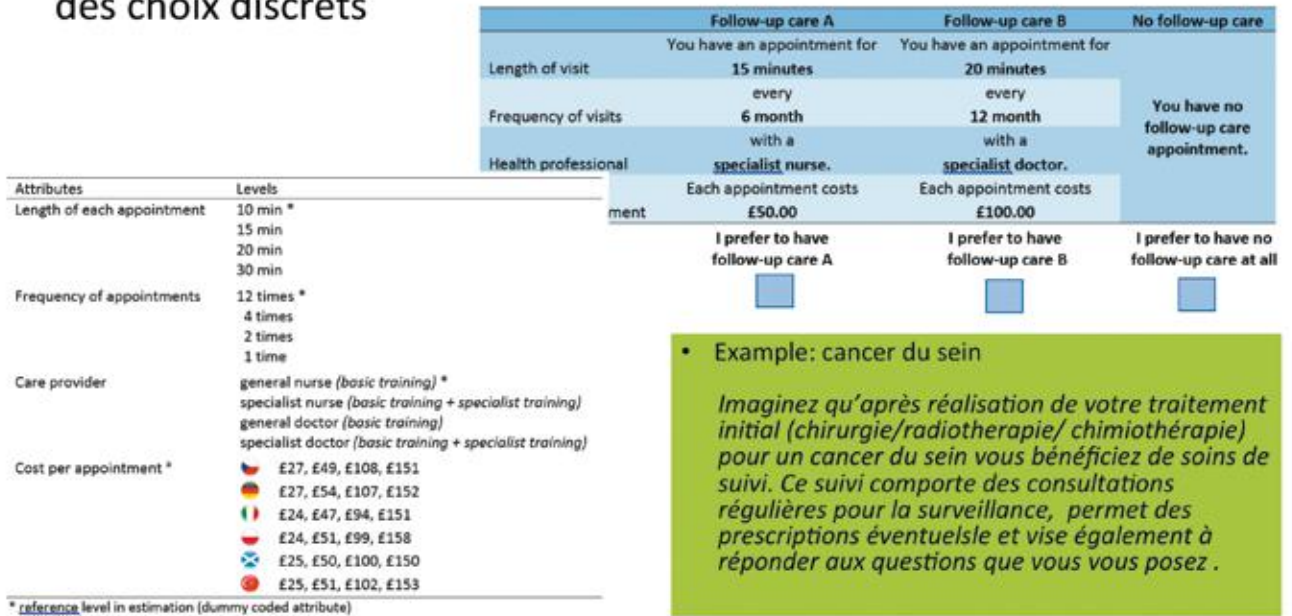 des choix discrets
Follow-up care A Follow-up care B No follow-up care
You have an appointment for You have an appointment for
Length of visit 15 minutes 20 minutes
every every
Frequency of visits 6 month 12 month
You have no
follow-up care
appointment.
with a with a
Health professional specialist nurse. specialist doctor.
Each appointment costs Each appointment costs
ment £50.00 £100.00
I prefer to have I prefer to have I prefer to have no
follow-up care A follow-up care B follow-up care at all
Attributes Levels
Length of each appointment 10 min *
15 min
20 min
30 min
Frequency of appointments 12 times *
4 times
2 times
1 time
Care provider general nurse (basic training) *
specialist nurse (basic training + specialist training)
general doctor (basic training)
specialist doctor (basic training + specialist training)
Cost per appointment * £27, £49, £108, £151
£27, £54, £107, £152
£24, £47, £94, £151
£24, £51, £99, £158
£25, £50, £100, £150
£25, £51, £102, £153
* reference level in estimation (dummy coded attribute)
• Example: cancer du sein
Imaginez qu'après réalisation de votre traitement
initial (chirurgie/radiotherapie/ chimiothérapie)
pour un cancer du sein vous bénéficiez de soins de
suivi. Ce suivi comporte des consultations
régulières pour la surveillance, permet des
prescriptions éventuelsle et vise également à
répondre aux questions que vous vous posez .